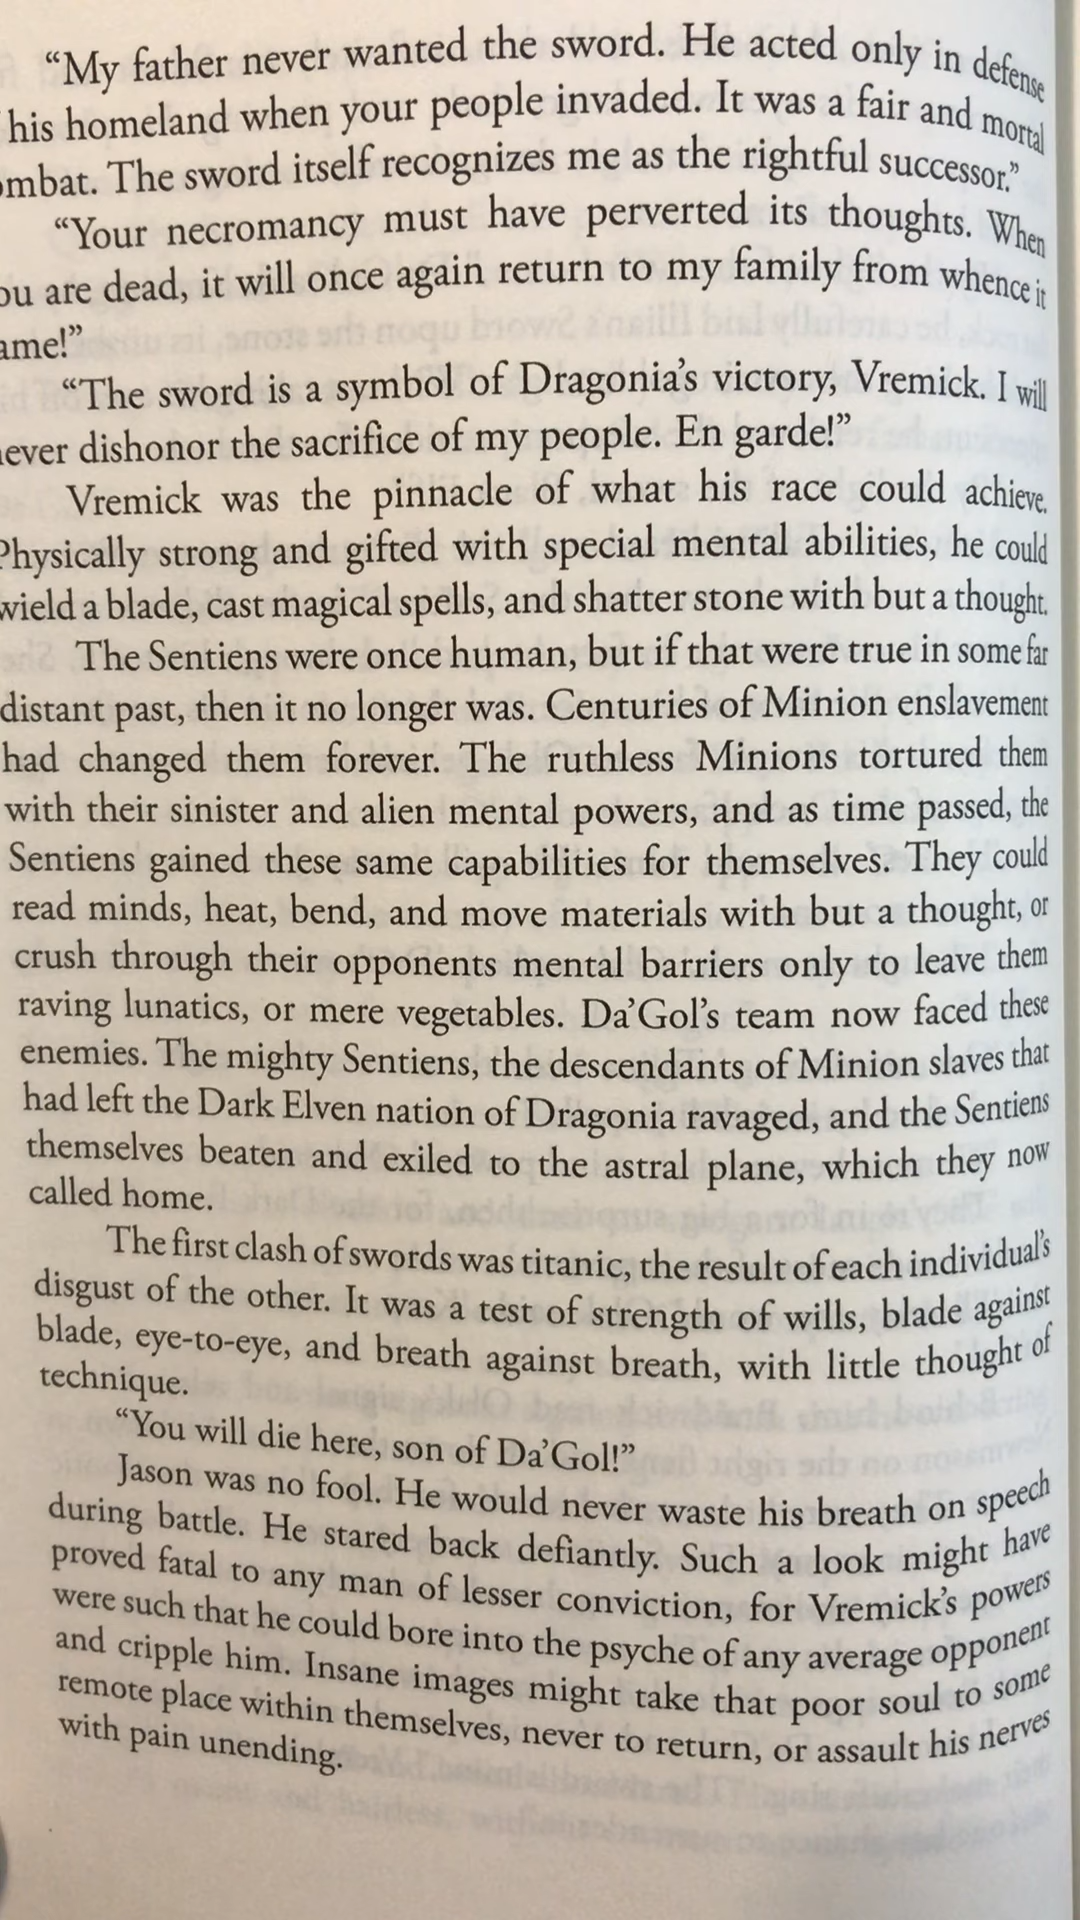 “My father never wanted the sword. He acted only in defense
his homeland when your people invaded. It was a fair and mortal
ombat. The sword itself recognizes me as the rightful successor.”
“Your necromancy must have perverted its thoughts. When
ou are dead, it will once again return to my family from whence it
ame!”
“The sword is a symbol of Dragonia’s victory, Vremick. I will
ever dishonor the sacrifice of my people. En garde!”
Vremick was the pinnacle of what his race could achieve.
Physically strong and gifted with special mental abilities, he could
wield a blade, cast magical spells, and shatter stone with but a thought.
The Sentiens were once human, but if that were true in some far
distant past, then it no longer was. Centuries of Minion enslavement
had changed them forever. The ruthless Minions tortured them
with their sinister and alien mental powers, and as time passed, the
Sentiens gained these same capabilities for themselves. They could
read minds, heat, bend, and move materials with but a thought, or
crush through their opponents mental barriers only to leave them
raving lunatics, or mere vegetables. Da’Gol’s team now faced these
enemies. The mighty Sentiens, the descendants of Minion slaves that
had left the Dark Elven nation of Dragonia ravaged, and the Sentiens
themselves beaten and exiled to the astral plane, which they now
called home.
The first clash of swords was titanic, the result of each individual’s
disgust of the other. It was a test of strength of wills, blade against
blade, eye-to-eye, and breath against breath, with little thought of
technique.
“You will die here, son of Da’Gol!”
Jason was no fool. He would never waste his breath on speech
during battle. He stared back defiantly. Such a look might have
proved fatal to any man of lesser conviction, for Vremick’s powers
were such that he could bore into the psyche of any average opponent
and cripple him. Insane images might take that poor soul to some
remote place within themselves, never to return, or assault his nerves
with pain unending.